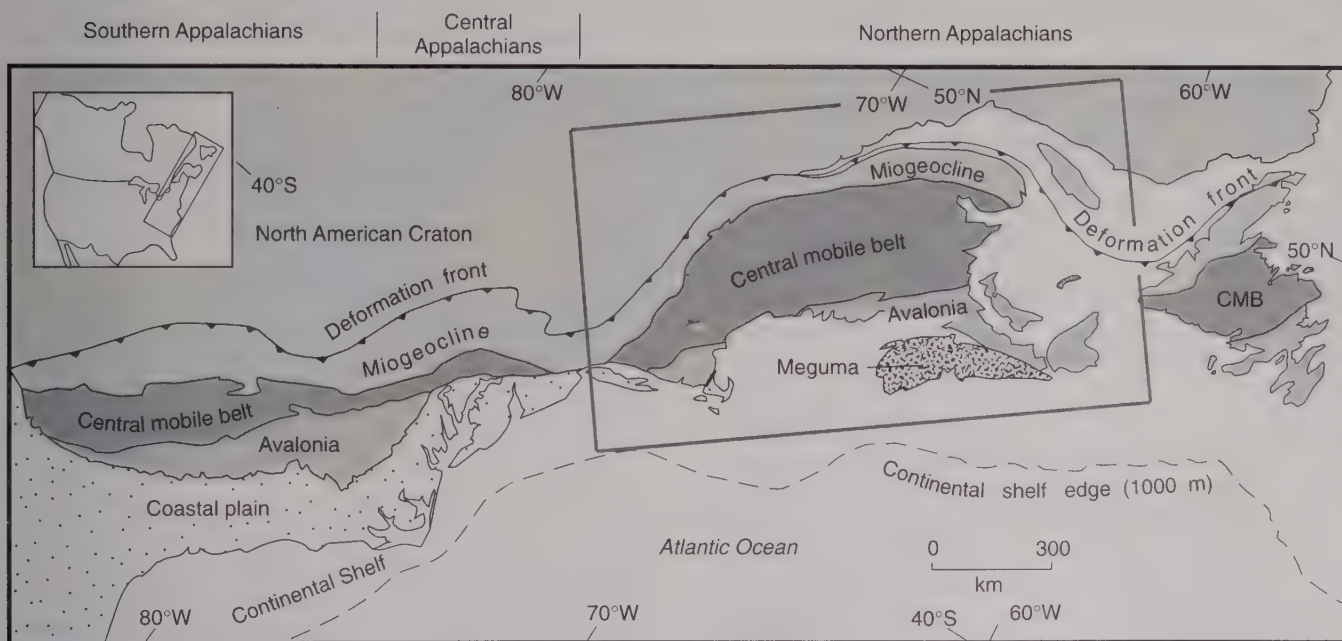 Southern Appalachians
Central
Appalachians
Northern Appalachians
80°W
70°W
50°N
60°W
40°S
North American Craton
Miogeocline
Deformation front
Central mobile belt
50°N
CMB
Deformation front
Miogeocline
Avalonia
Meguma
Central mobile belt
Avalonia
Coastal plain
Continental shelf edge (1000 m)
Atlantic Ocean
0 300
km
Continental Shelf
80°W
70°W
40°S
60°W